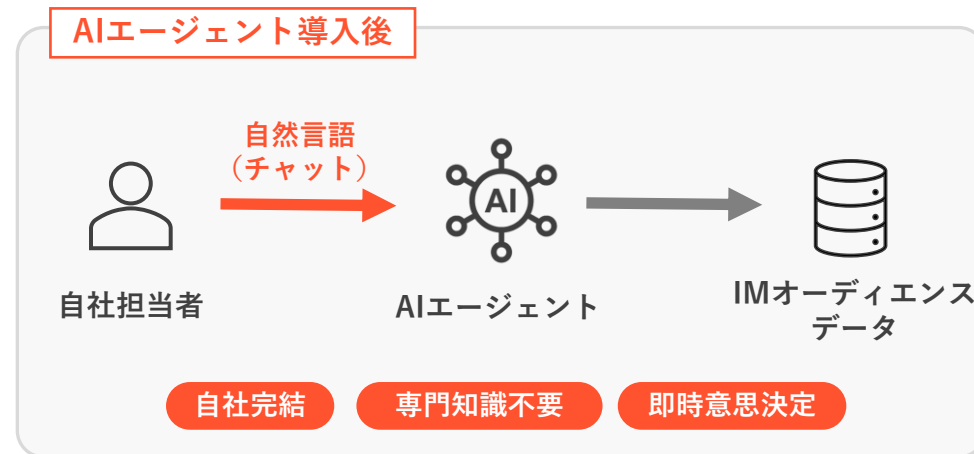 AIエージェント導入後
自然言語
（チャット）
AI
自社担当者
AIエージェント
IMオーディエンス
データ
自社完結
専門知識不要
即時意思決定